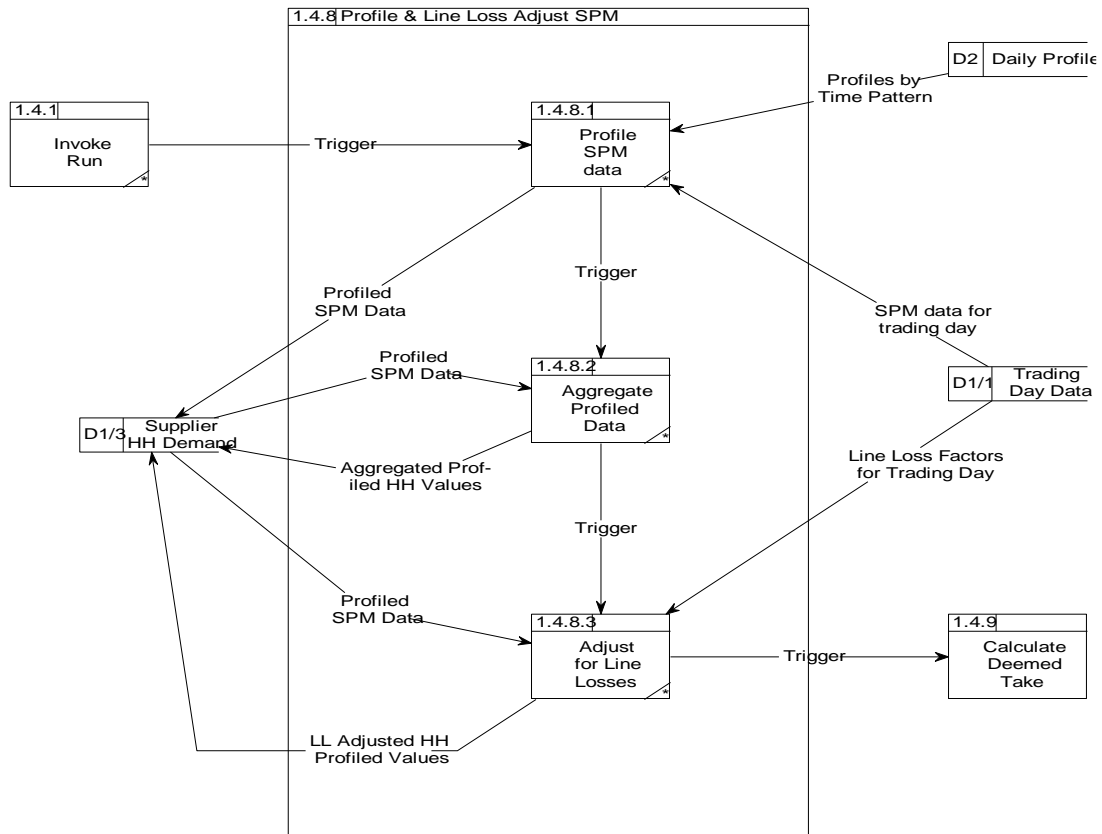 1.4.8 Profile & Line Loss Adjust SPM
D2 Daily Profile
Profiles by
Time Pattern
1.4.1
Invoke
Run
Trigger
1.4.8.1
Profile
SPM
data
*
*
Trigger
Profiled
SPM Data
SPM data for
trading day
Profiled
SPM Data
1.4.8.2
Aggregate
Profiled
Data
*
D1/1 Trading
Day Data
D1/3 Supplier
HH Demand
Aggregated Prof-
iled HH Values
Line Loss Factors
for Trading Day
Trigger
Profiled
SPM Data
1.4.8.3
Adjust
for Line
Losses
*
Trigger
1.4.9
Calculate
Deemed
Take
LL Adjusted HH
Profiled Values